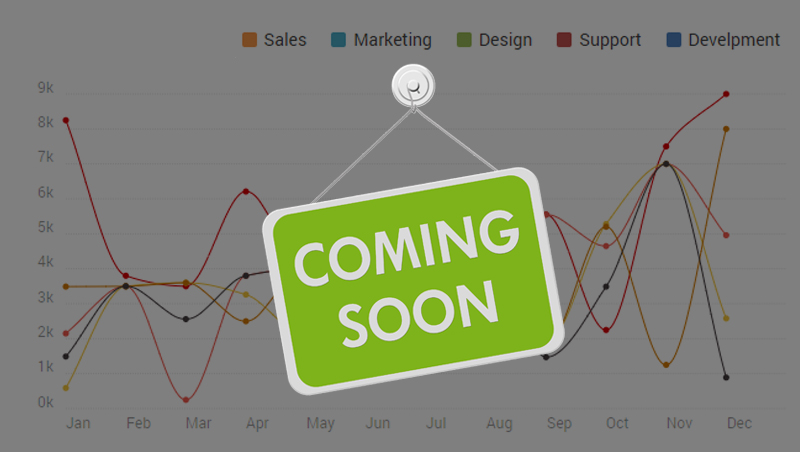 Sales Marketing Design Support Develpment
9k
8k
7k
6k
5k
4k
3k
2k
1k
0k
COMING
SOON
Jan Feb Mar Apr May Jun Jul Aug Sep Oct Nov Dec